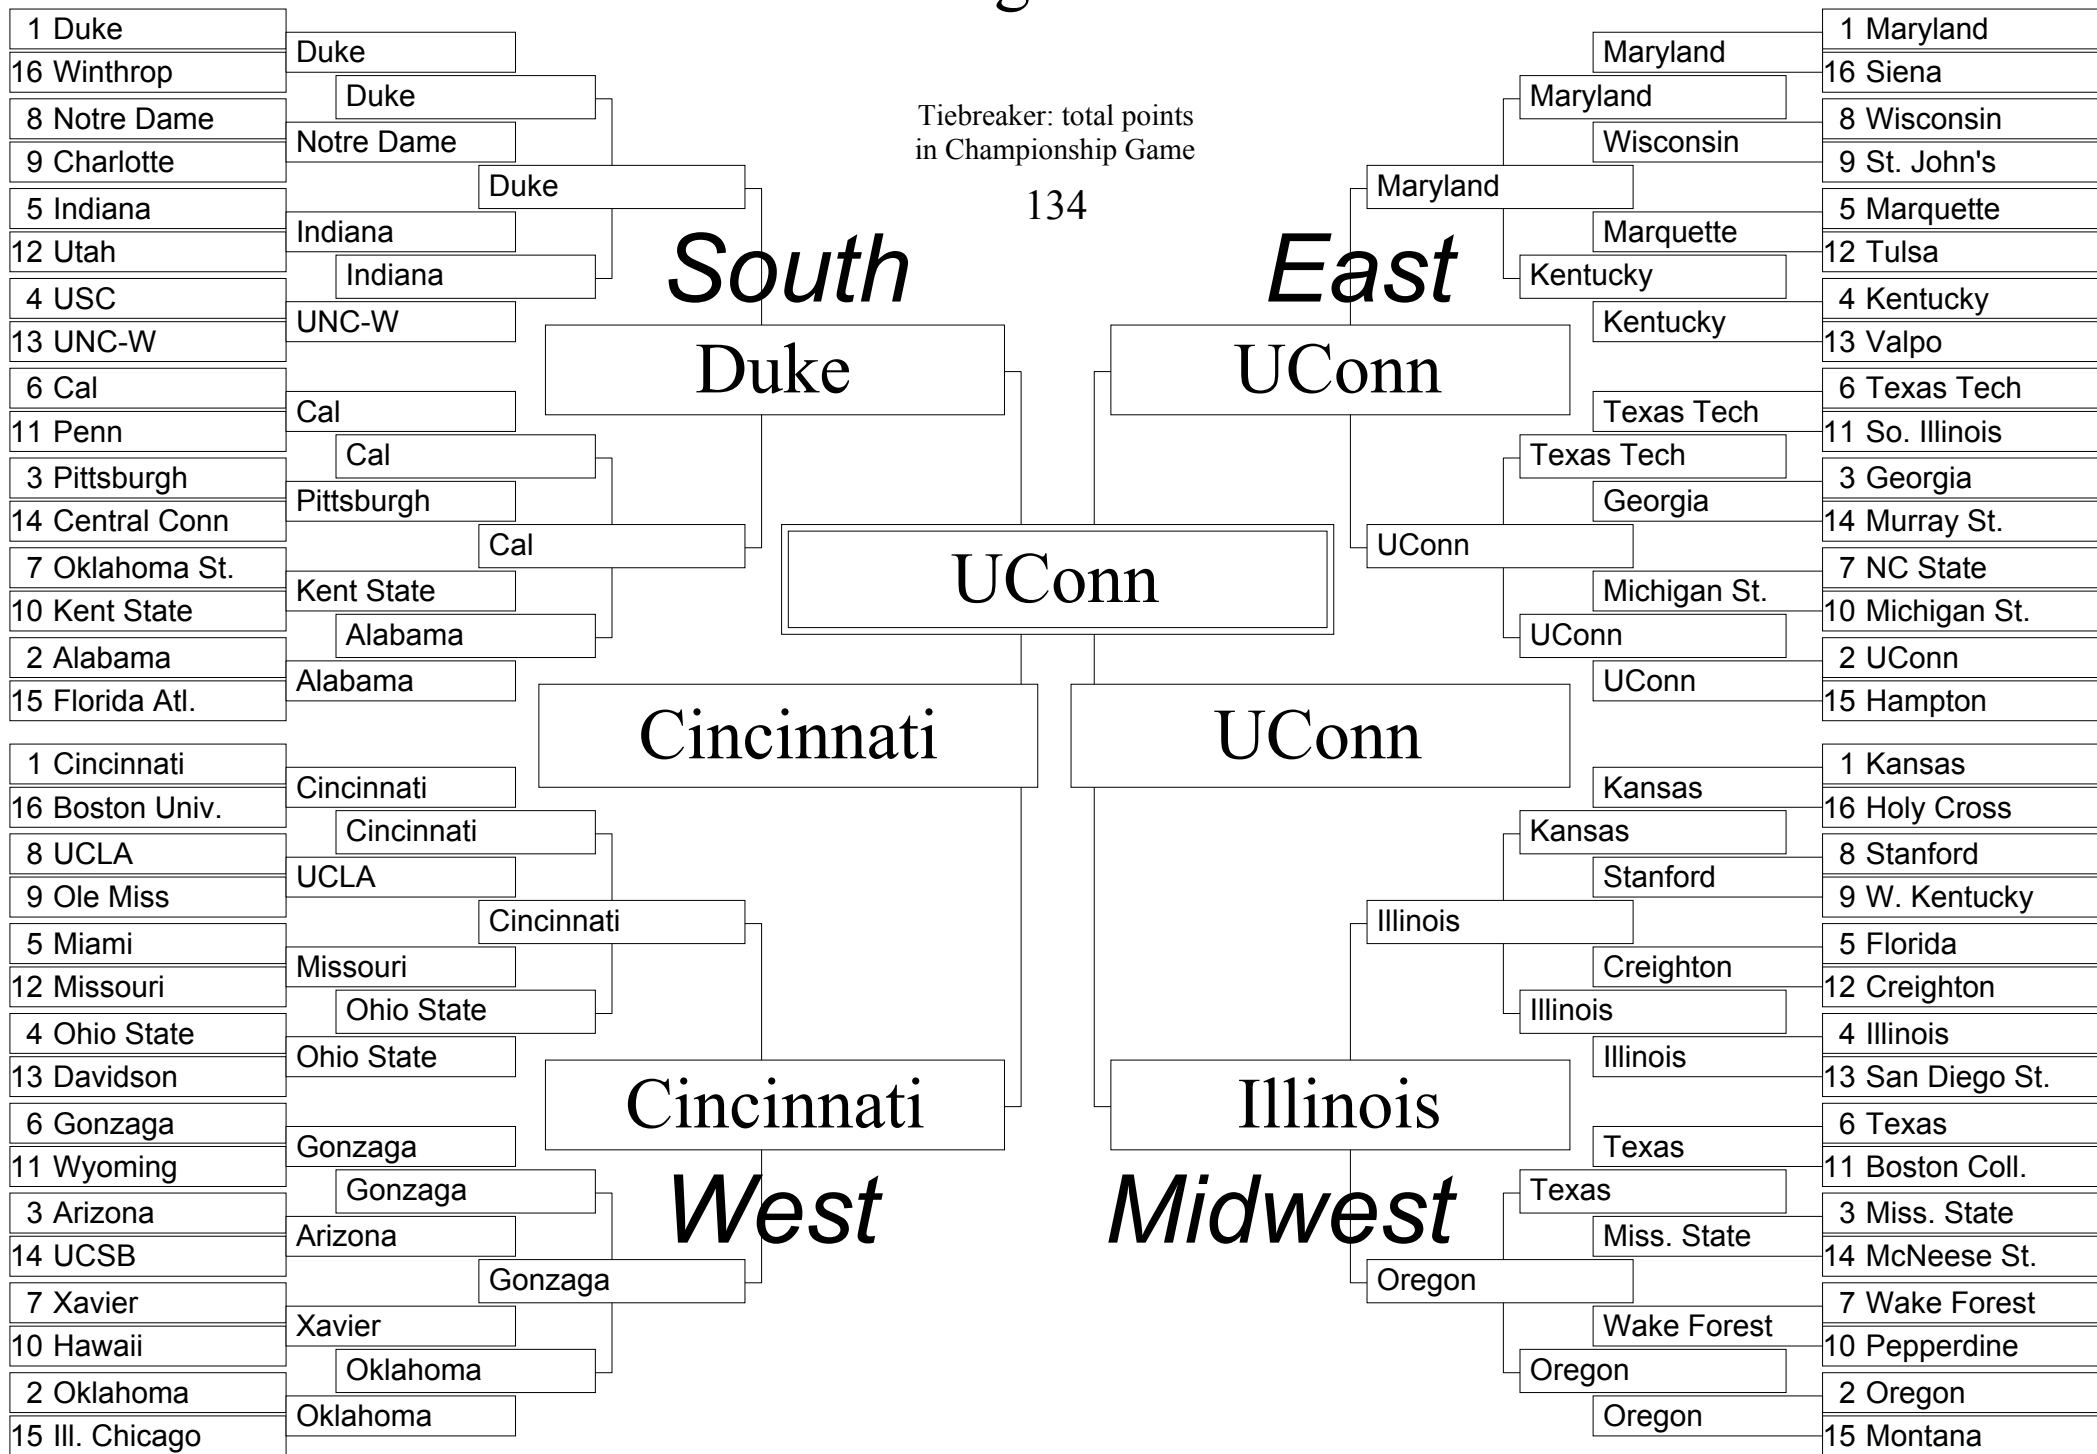 g
1 Duke
16 Winthrop
8 Notre Dame
9 Charlotte
5 Indiana
12 Utah
4 USC
13 UNC-W
6 Cal
11 Penn
3 Pittsburgh
14 Central Conn
7 Oklahoma St.
10 Kent State
2 Alabama
15 Florida Atl.
Duke
Notre Dame
Indiana
UNC-W
Cal
Pittsburgh
Kent State
Alabama
Duke
Indiana
Cal
Alabama
Duke
Cal
South
Duke
1 Cincinnati
16 Boston Univ.
8 UCLA
9 Ole Miss
5 Miami
12 Missouri
4 Ohio State
13 Davidson
6 Gonzaga
11 Wyoming
3 Arizona
14 UCSB
7 Xavier
10 Hawaii
2 Oklahoma
15 Ill. Chicago
Cincinnati
UCLA
Missouri
Ohio State
Gonzaga
Arizona
Xavier
Oklahoma
Cincinnati
Ohio State
Gonzaga
Oklahoma
Cincinnati
Gonzaga
Cincinnati
West
Tiebreaker: total points
in Championship Game
134
UConn
Cincinnati
UConn
East
UConn
Maryland
UConn
Maryland
Kentucky
Texas Tech
UConn
Maryland
Wisconsin
Marquette
Kentucky
Texas Tech
Georgia
Michigan St.
UConn
1 Maryland
16 Siena
8 Wisconsin
9 St. John's
5 Marquette
12 Tulsa
4 Kentucky
13 Valpo
6 Texas Tech
11 So. Illinois
3 Georgia
14 Murray St.
7 NC State
10 Michigan St.
2 UConn
15 Hampton
Illinois
Midwest
Illinois
Oregon
Kansas
Illinois
Texas
Oregon
Kansas
Stanford
Creighton
Illinois
Texas
Miss. State
Wake Forest
Oregon
1 Kansas
16 Holy Cross
8 Stanford
9 W. Kentucky
5 Florida
12 Creighton
4 Illinois
13 San Diego St.
6 Texas
11 Boston Coll.
3 Miss. State
14 McNeese St.
7 Wake Forest
10 Pepperdine
2 Oregon
15 Montana